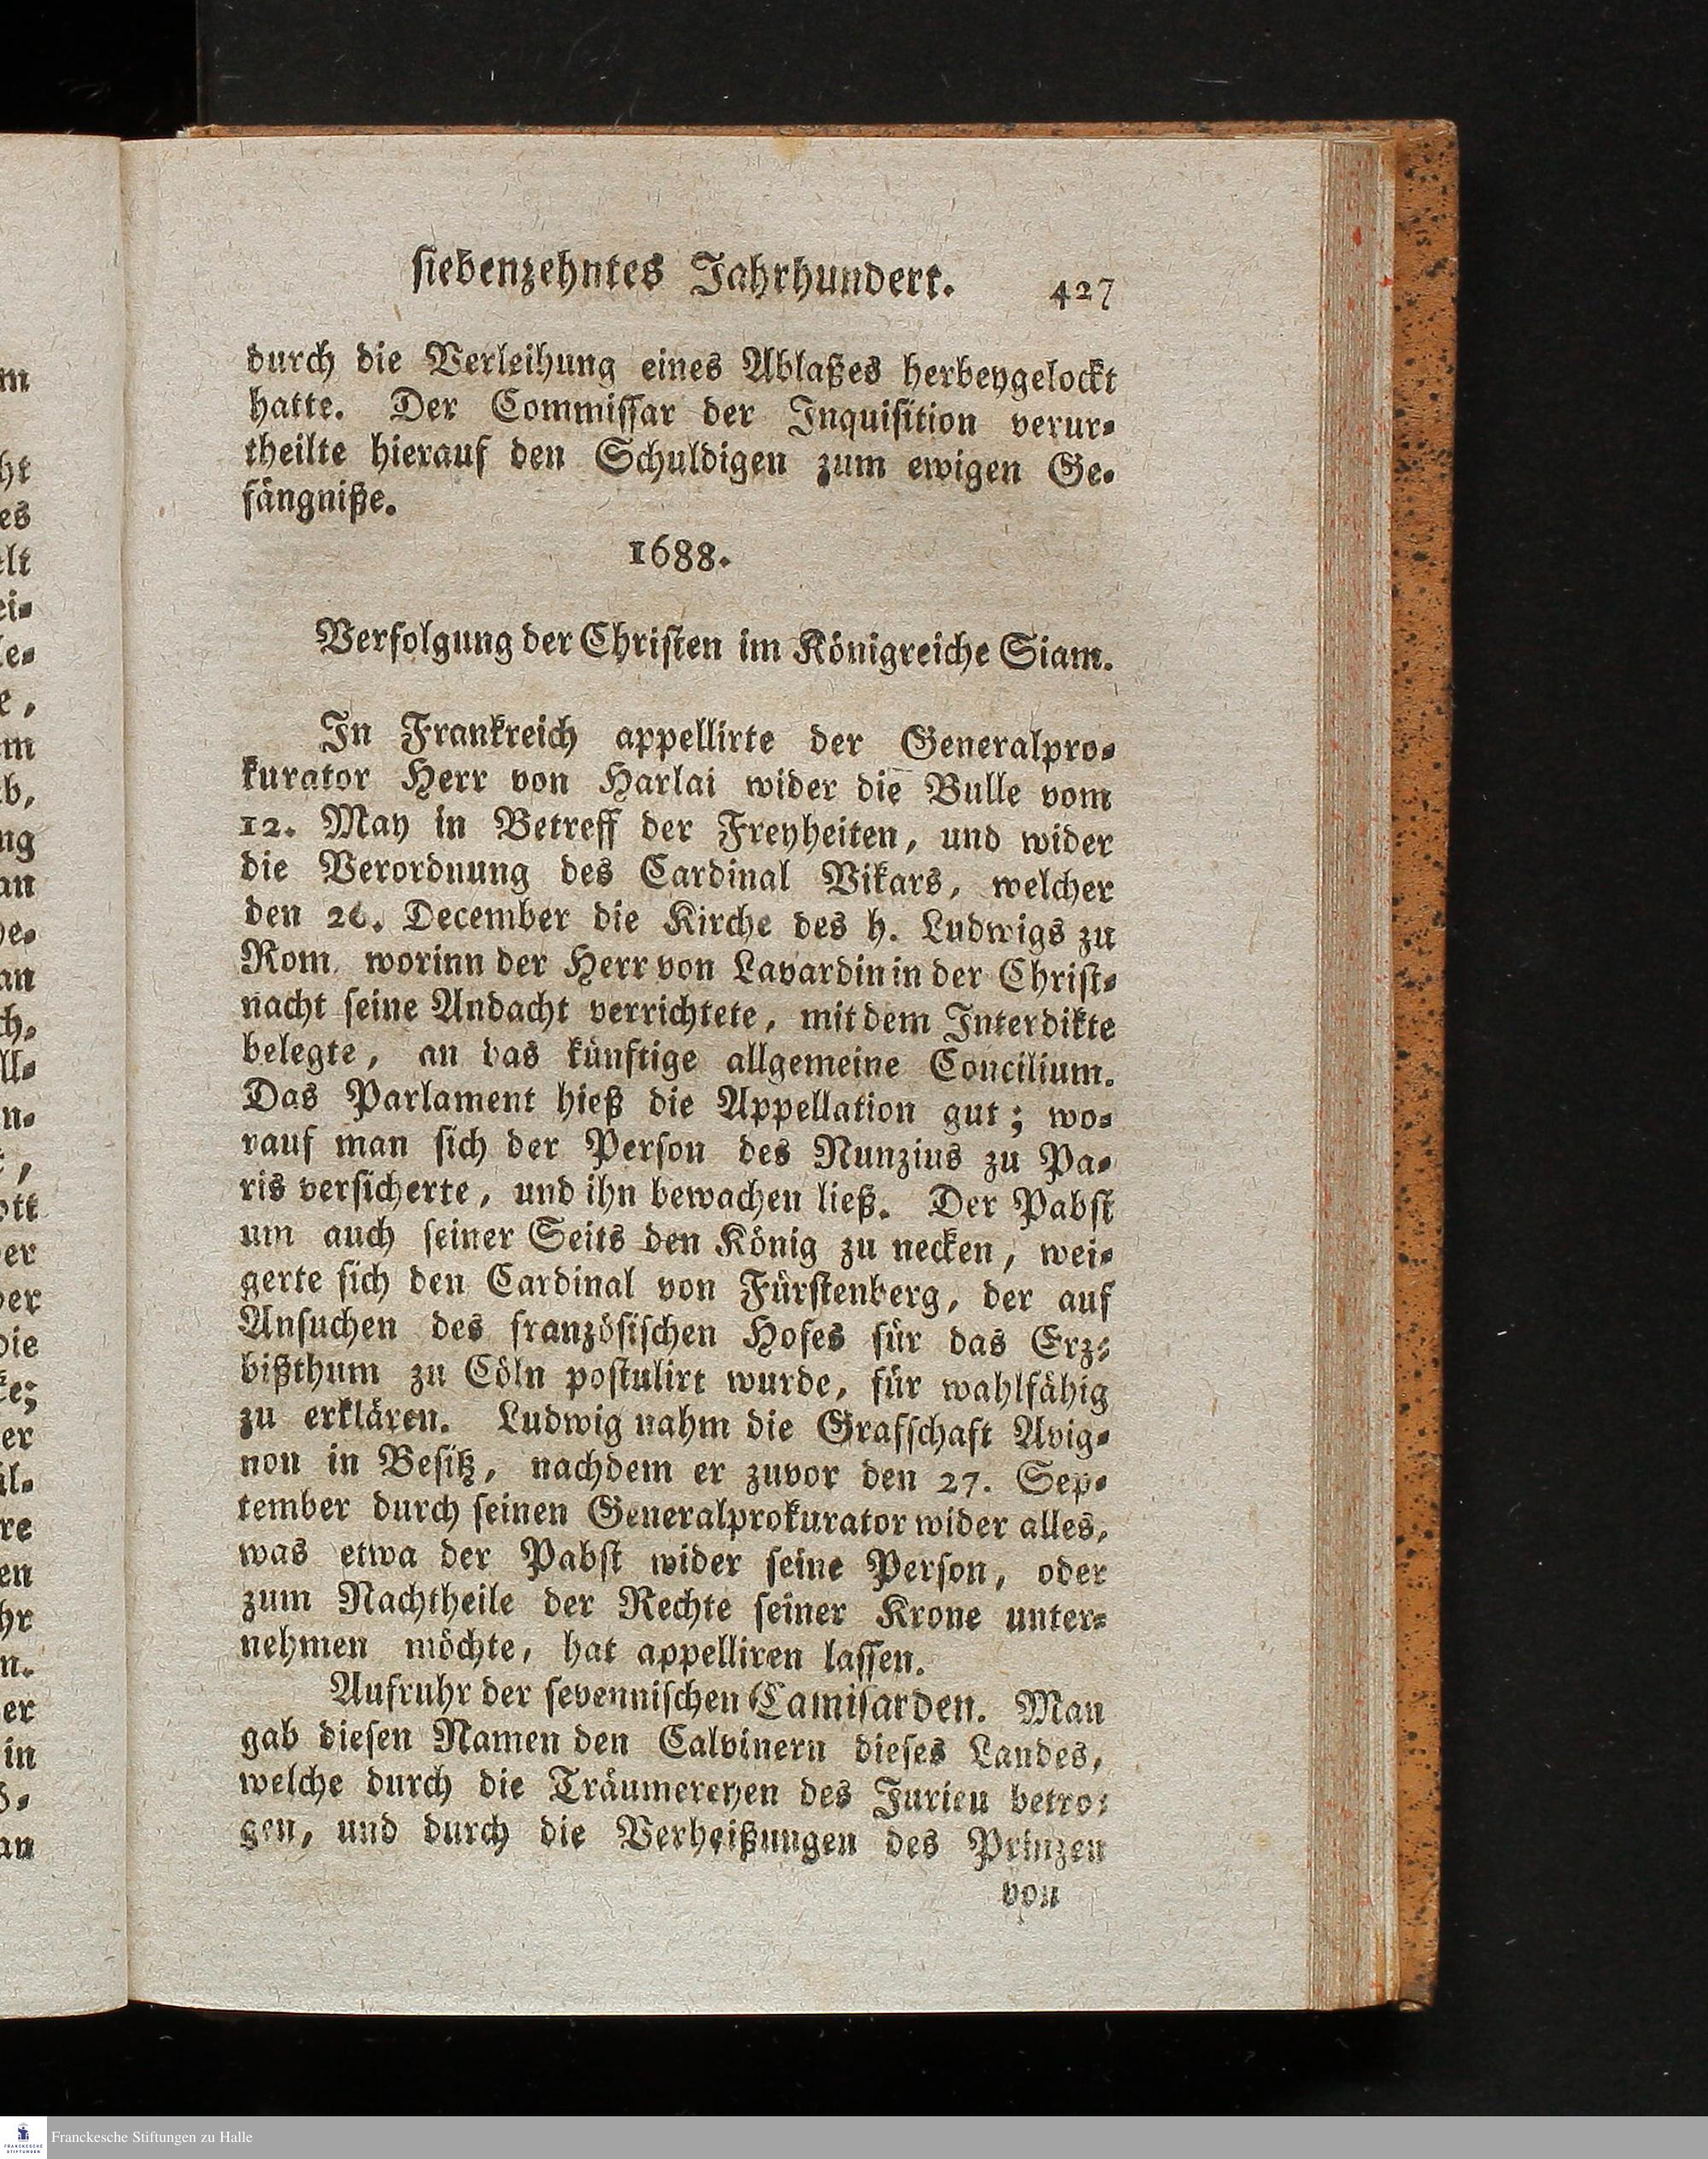 siebenzehntes Jahrhundert. 427
durch die Verleihung eines Ablaßes herbeygelockt
hatte. Der Commissar der Inquisition verur-
theilte hierauf den Schuldigen zum ewigen Ge-
fängniße.
1688.
Verfolgung der Christen im Königreiche Siam.
In Frankreich appellirte der Generalpro-
kurator Herr von Harlai wider die Bulle vom
12. May in Betreff der Freyheiten, und wider
die Verordnung des Cardinal Vikars, welcher
den 26. December die Kirche des h. Ludwigs zu
Rom, worinn der Herr von Lavardin in der Christ-
nacht seine Andacht verrichtete, mit dem Interdikte
belegte, an das künftige allgemeine Concilium.
Das Parlament hieß die Appellation gut; wo-
rauf man sich der Person des Nunzius zu Pa-
ris versicherte, und ihn bewachen ließ. Der Pabst
um auch seiner Seits den König zu necken, wei-
gerte sich den Cardinal von Fürstenberg, der auf
Ansuchen des französischen Hofes für das Erz-
bißthum zu Cöln postulirt wurde, für wahlfähig
zu erklären. Ludwig nahm die Grafschaft Avig-
non in Besitz, nachdem er zuvor den 27. Sep-
tember durch seinen Generalprokurator wider alles,
was etwa der Pabst wider seine Person, oder
zum Nachtheile der Rechte seiner Krone unter-
nehmen möchte, hat appelliren lassen.
Aufruhr der sevennischen Camisarden. Man
gab diesen Namen den Calvinern dieses Landes,
welche durch die Träumereyen des Jurieu betro-
gen, und durch die Verheißungen des Prinzen
von
Franckesche Stiftungen zu Halle